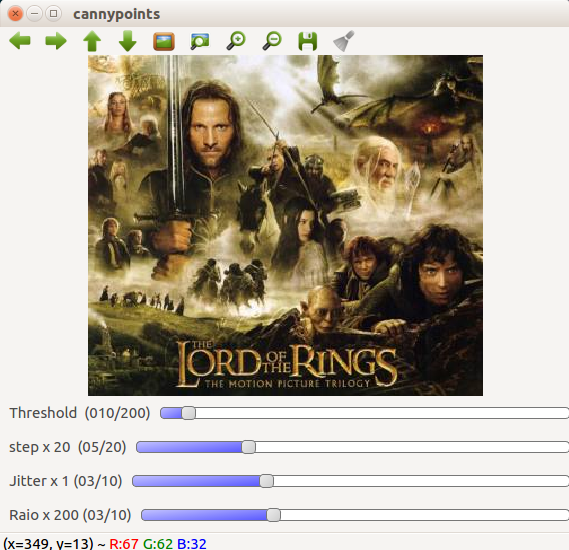 cannypoints
THE
LORD OF THE RINGS
THE MOTION PICTURE TRILOGY
Threshold (010/200)
step x 20 (05/20)
Jitter x 1 (03/10)
Raio x 200 (03/10)
(x=349, y=13) ~ R:67 G:62 B:32